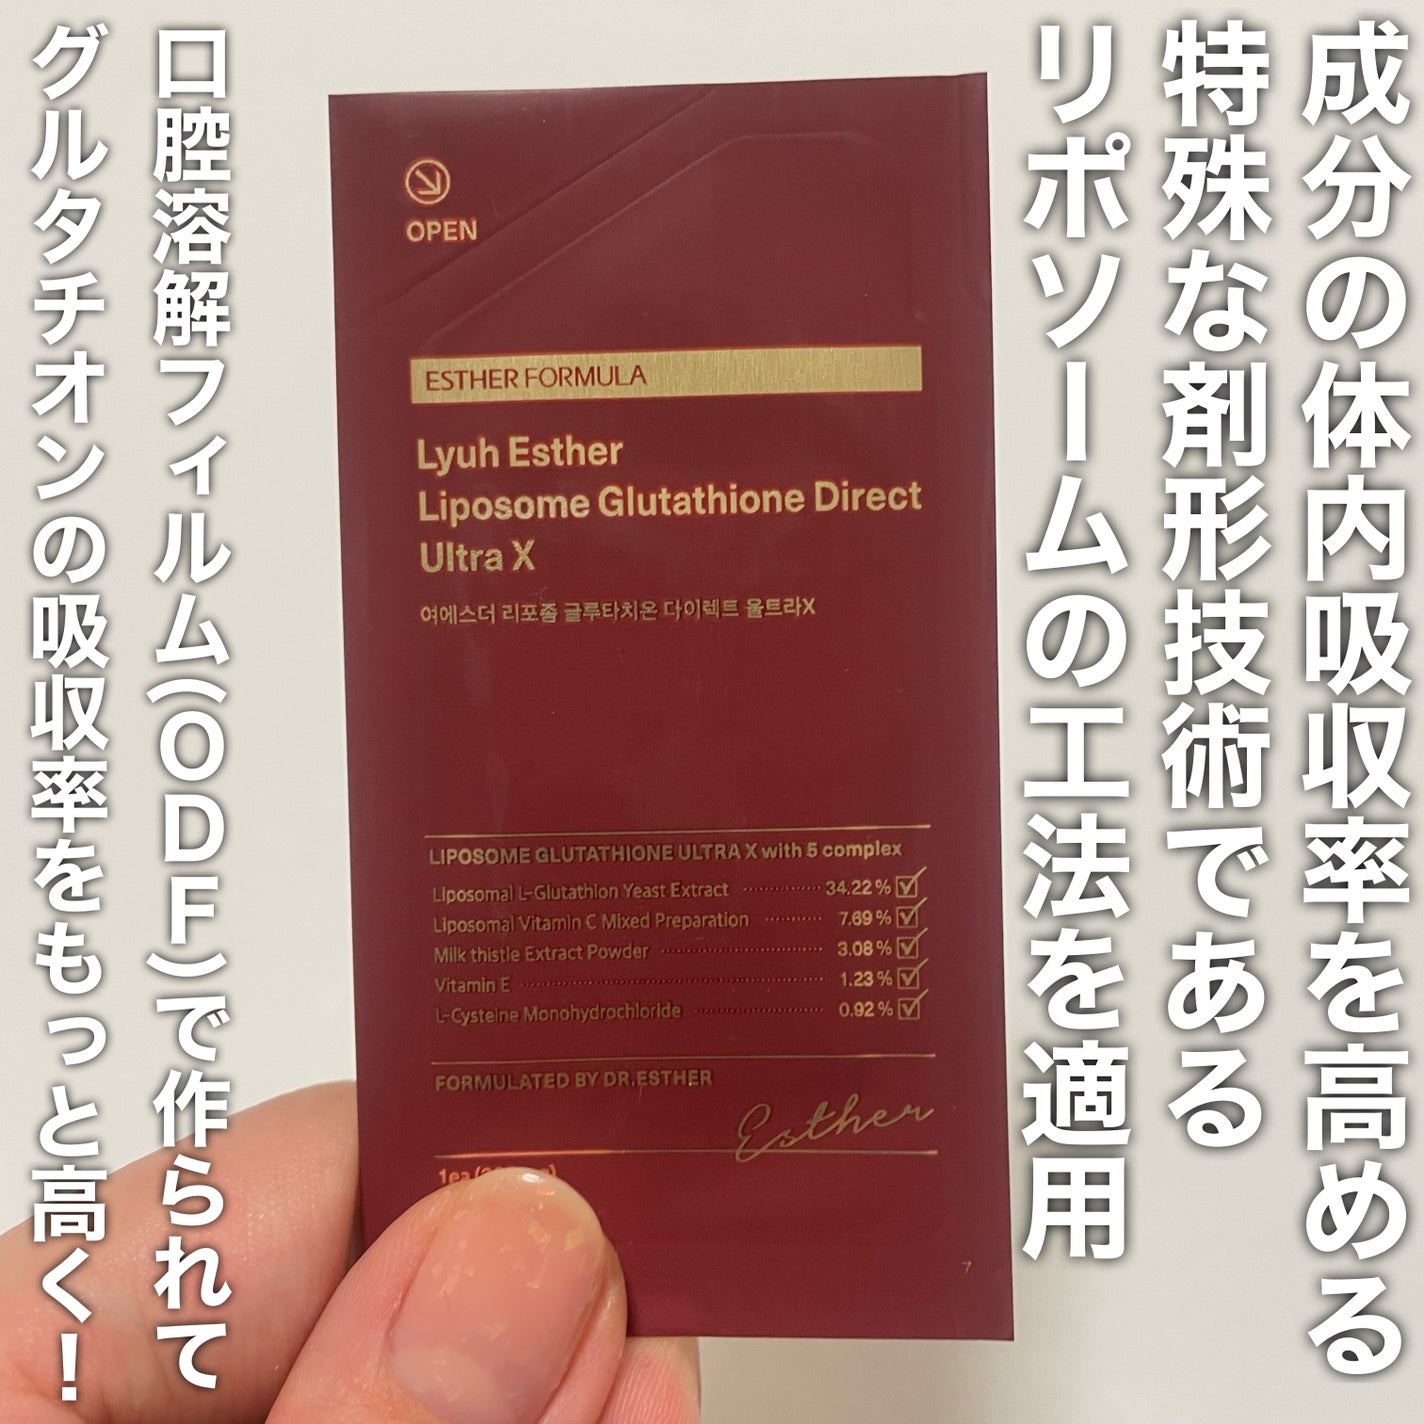 成分の体内吸収率を高める
特殊な剤形技術である
リポソームの工法を適用
口腔溶解フィルム(ODF)で作られて
グルタチオンの吸収率をもっと高く!
OPEN
ESTHER FORMULA
Lyuh Esther
Liposome Glutathione Direct
Ultra X
여에스더 리포좀 글루타치온 다이렉트 울트라X
LIPOSOME GLUTATHIONE ULTRA X with 5 complex
Liposomal L-Glutathion Yeast Extract 34.22 %
Liposomal Vitamin C Mixed Preparation 7.69 %
Milk thistle Extract Powder 3.08 %
Vitamin E 1.23 %
L-Cysteine Monohydrochloride 0.92 %
FORMULATED BY DR.ESTHER
Esther
1ea
7